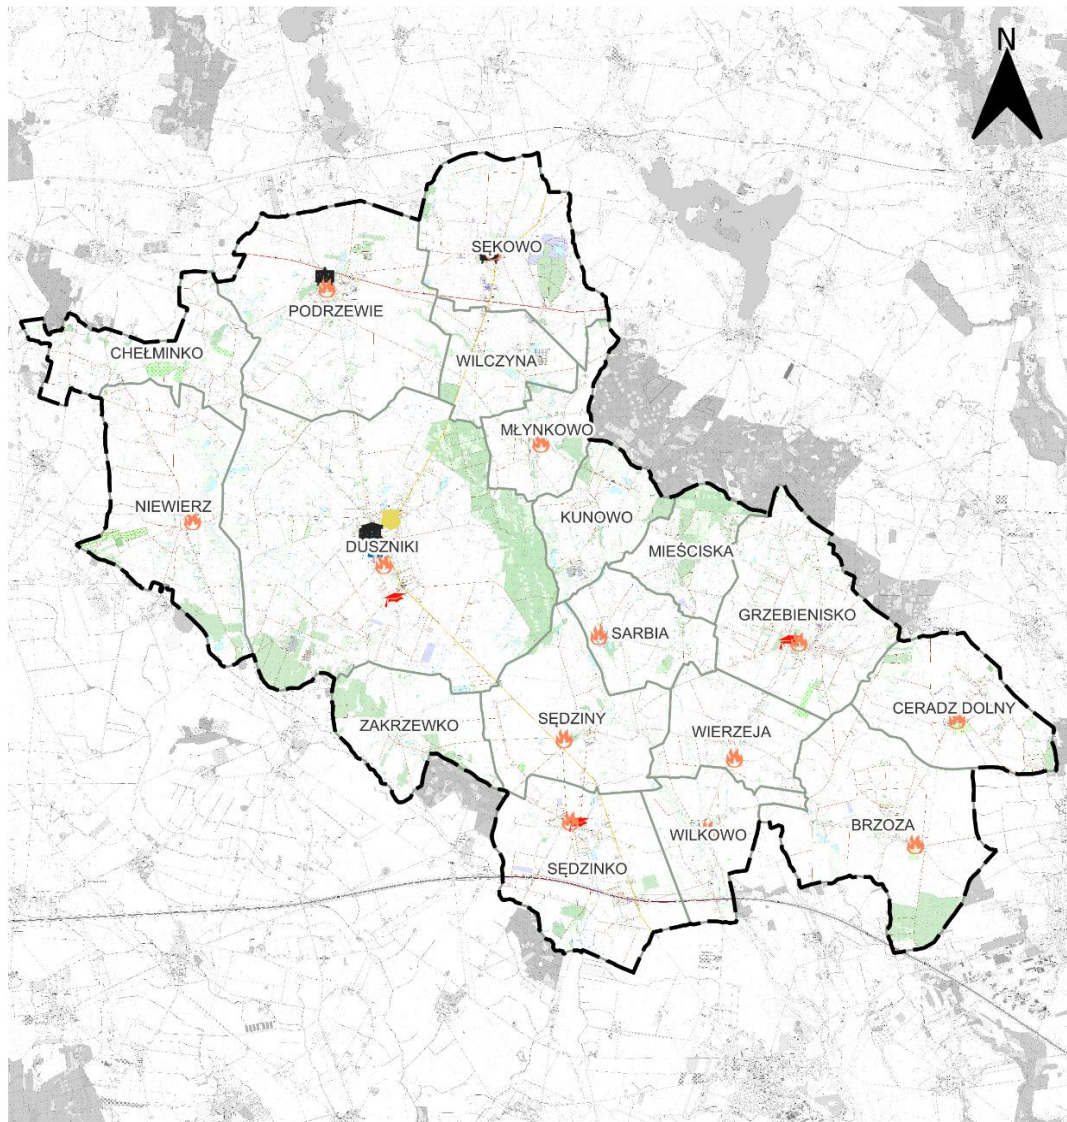 N
SĘKOWO
PODRZEWIE
CHEŁMINKO
WILCZYNA
MŁYNKOWO
NIEWIERZ
KUNOWO
DUSZNIKI
MIEŚCISKA
GRZEBIENISKO
SARBIA
CERADZ DOLNY
ZAKRZEWKO
SĘDZINY
WIERZEJA
BRZOZA
WILKOWO
SĘDZINKO